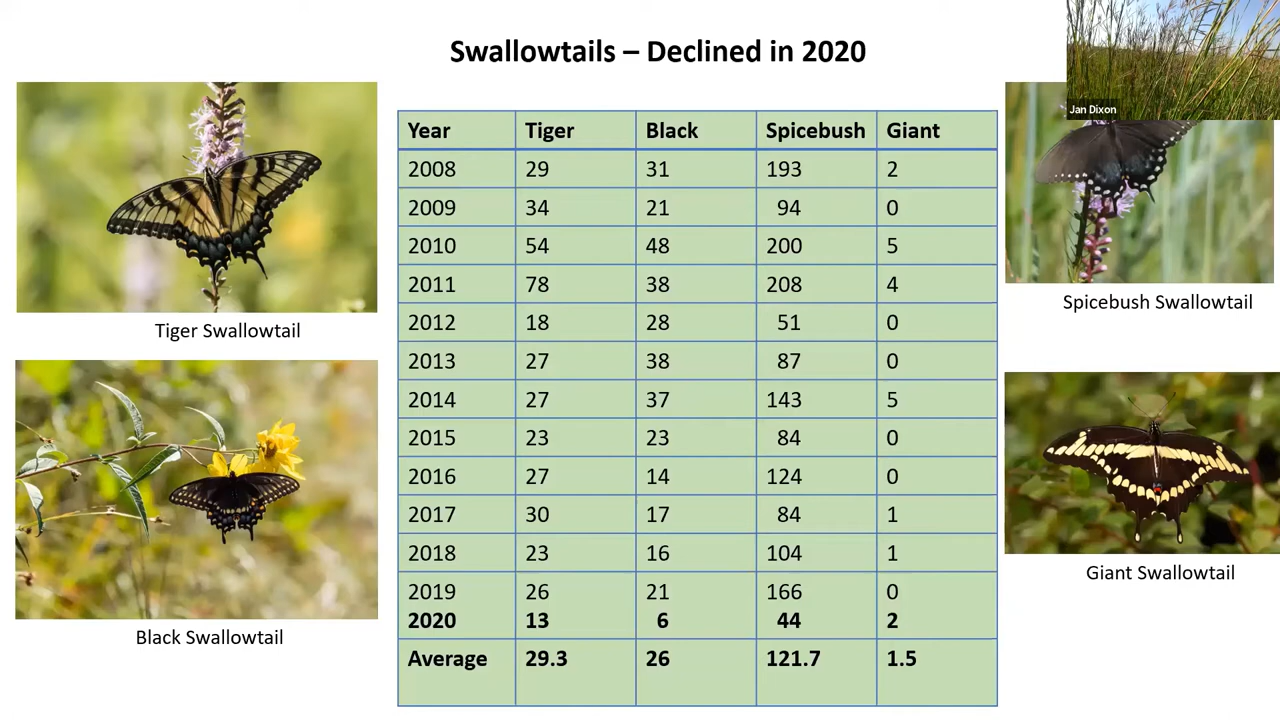 Swallowtails – Declined in 2020
Jan Dixon
Year Tiger Black Spicebush Giant
2008 29 31 193 2
2009 34 21 94 0
2010 54 48 200 5
2011 78 38 208 4
2012 18 28 51 0
2013 27 38 87 0
2014 27 37 143 5
2015 23 23 84 0
2016 27 14 124 0
2017 30 17 84 1
2018 23 16 104 1
2019 26 21 166 0
2020 13 6 44 2
Average 29.3 26 121.7 1.5
Tiger Swallowtail
Black Swallowtail
Spicebush Swallowtail
Giant Swallowtail